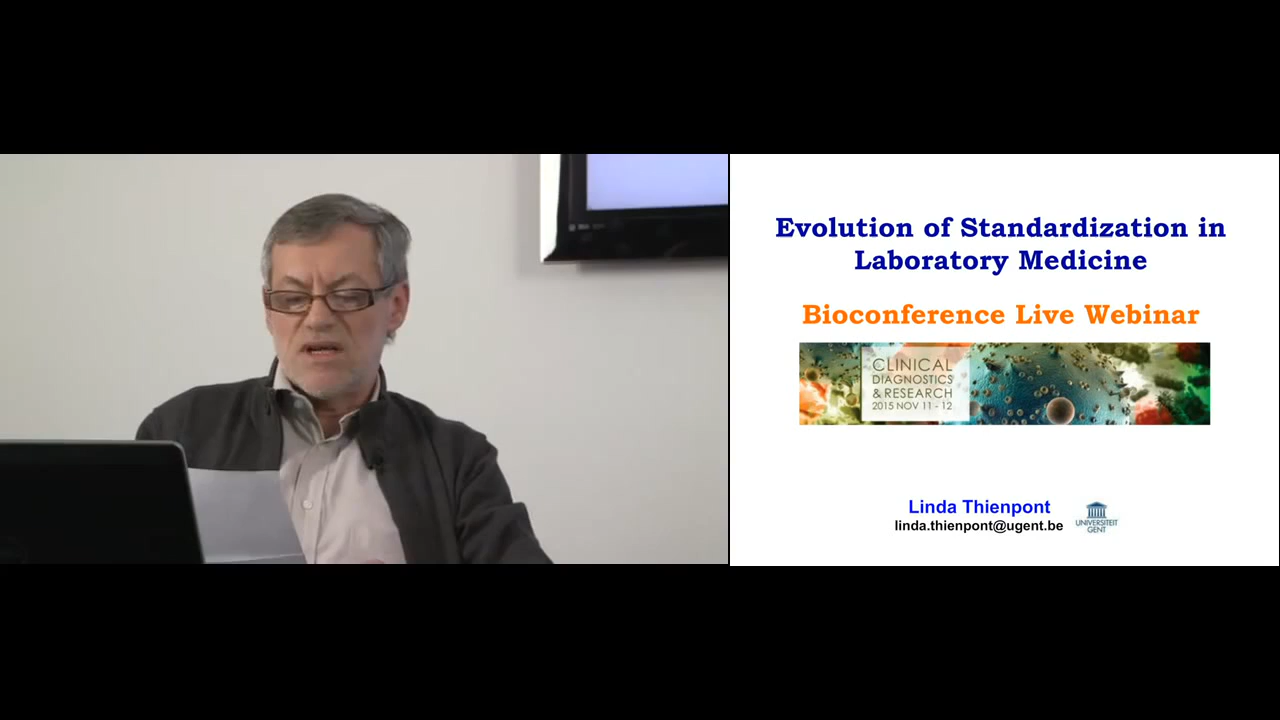 Evolution of Standardization in
Laboratory Medicine
Bioconference Live Webinar
CLINICAL
DIAGNOSTICS
& RESEARCH
2015 NOV 11 - 12
Linda Thienpont
linda.thienpont@ugent.be
UNIVERSITEIT
GENT